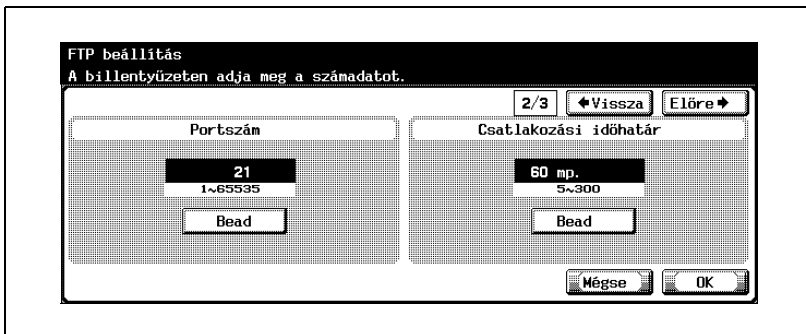 FTP beállítás
A billentyűzeten adja meg a számadatot.
2/3 🡄Vissza Előre🡆
Portszám
21
1~65535
Bead
Csatlakozási időhatár
60 mp.
5~300
Bead
Mégse OK